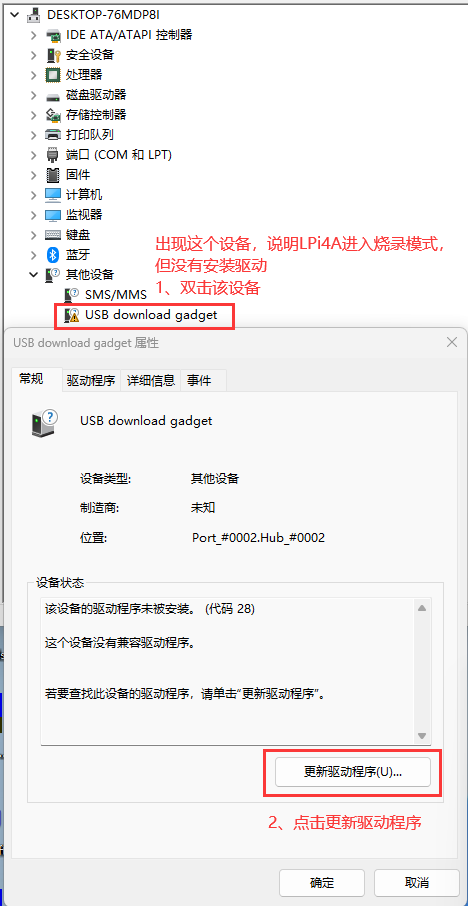 DESKTOP-76MDP8I
IDE ATA/ATAPI 控制器
安全设备
处理器
磁盘驱动器
存储控制器
打印队列
端口 (COM 和 LPT)
固件
计算机
监视器
键盘
蓝牙
其他设备
SMS/MMS
USB download gadget
出现这个设备，说明LPi4A进入烧录模式，
但没有安装驱动
1、双击该设备
USB download gadget 属性
常规
驱动程序
详细信息
事件
USB download gadget
设备类型:
其他设备
制造商:
未知
位置:
Port_#0002.Hub_#0002
设备状态
该设备的驱动程序未被安装。 (代码 28)
这个设备没有兼容驱动程序。
若要查找此设备的驱动程序，请单击“更新驱动程序”。
更新驱动程序(U)...
2、点击更新驱动程序
确定
取消